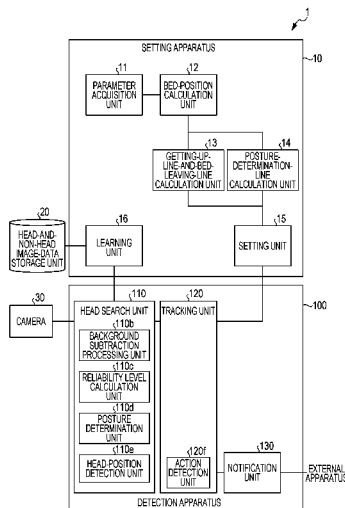 1
SETTING APPARATUS
10
11
12
PARAMETER
ACQUISITION
UNIT
BED-POSITION
CALCULATION
UNIT
13
14
GETTING-UP-
LINE-AND-BED-
LEAVING-LINE
CALCULATION UNIT
POSTURE-
DETERMINATION-
LINE
CALCULATION UNIT
20
HEAD-AND-
NON-HEAD
IMAGE-DATA
STORAGE UNIT
16
LEARNING
UNIT
15
SETTING UNIT
30
CAMERA
110
HEAD SEARCH UNIT
120
TRACKING UNIT
100
110b
BACKGROUND
SUBTRACTION
PROCESSING UNIT
110c
RELIABILITY LEVEL
CALCULATION
UNIT
110d
POSTURE
DETERMINATION
UNIT
110e
HEAD-POSITION
DETECTION UNIT
120f
ACTION
DETECTION
UNIT
130
NOTIFICATION
UNIT
EXTERNAL
APPARATUS
DETECTION APPARATUS